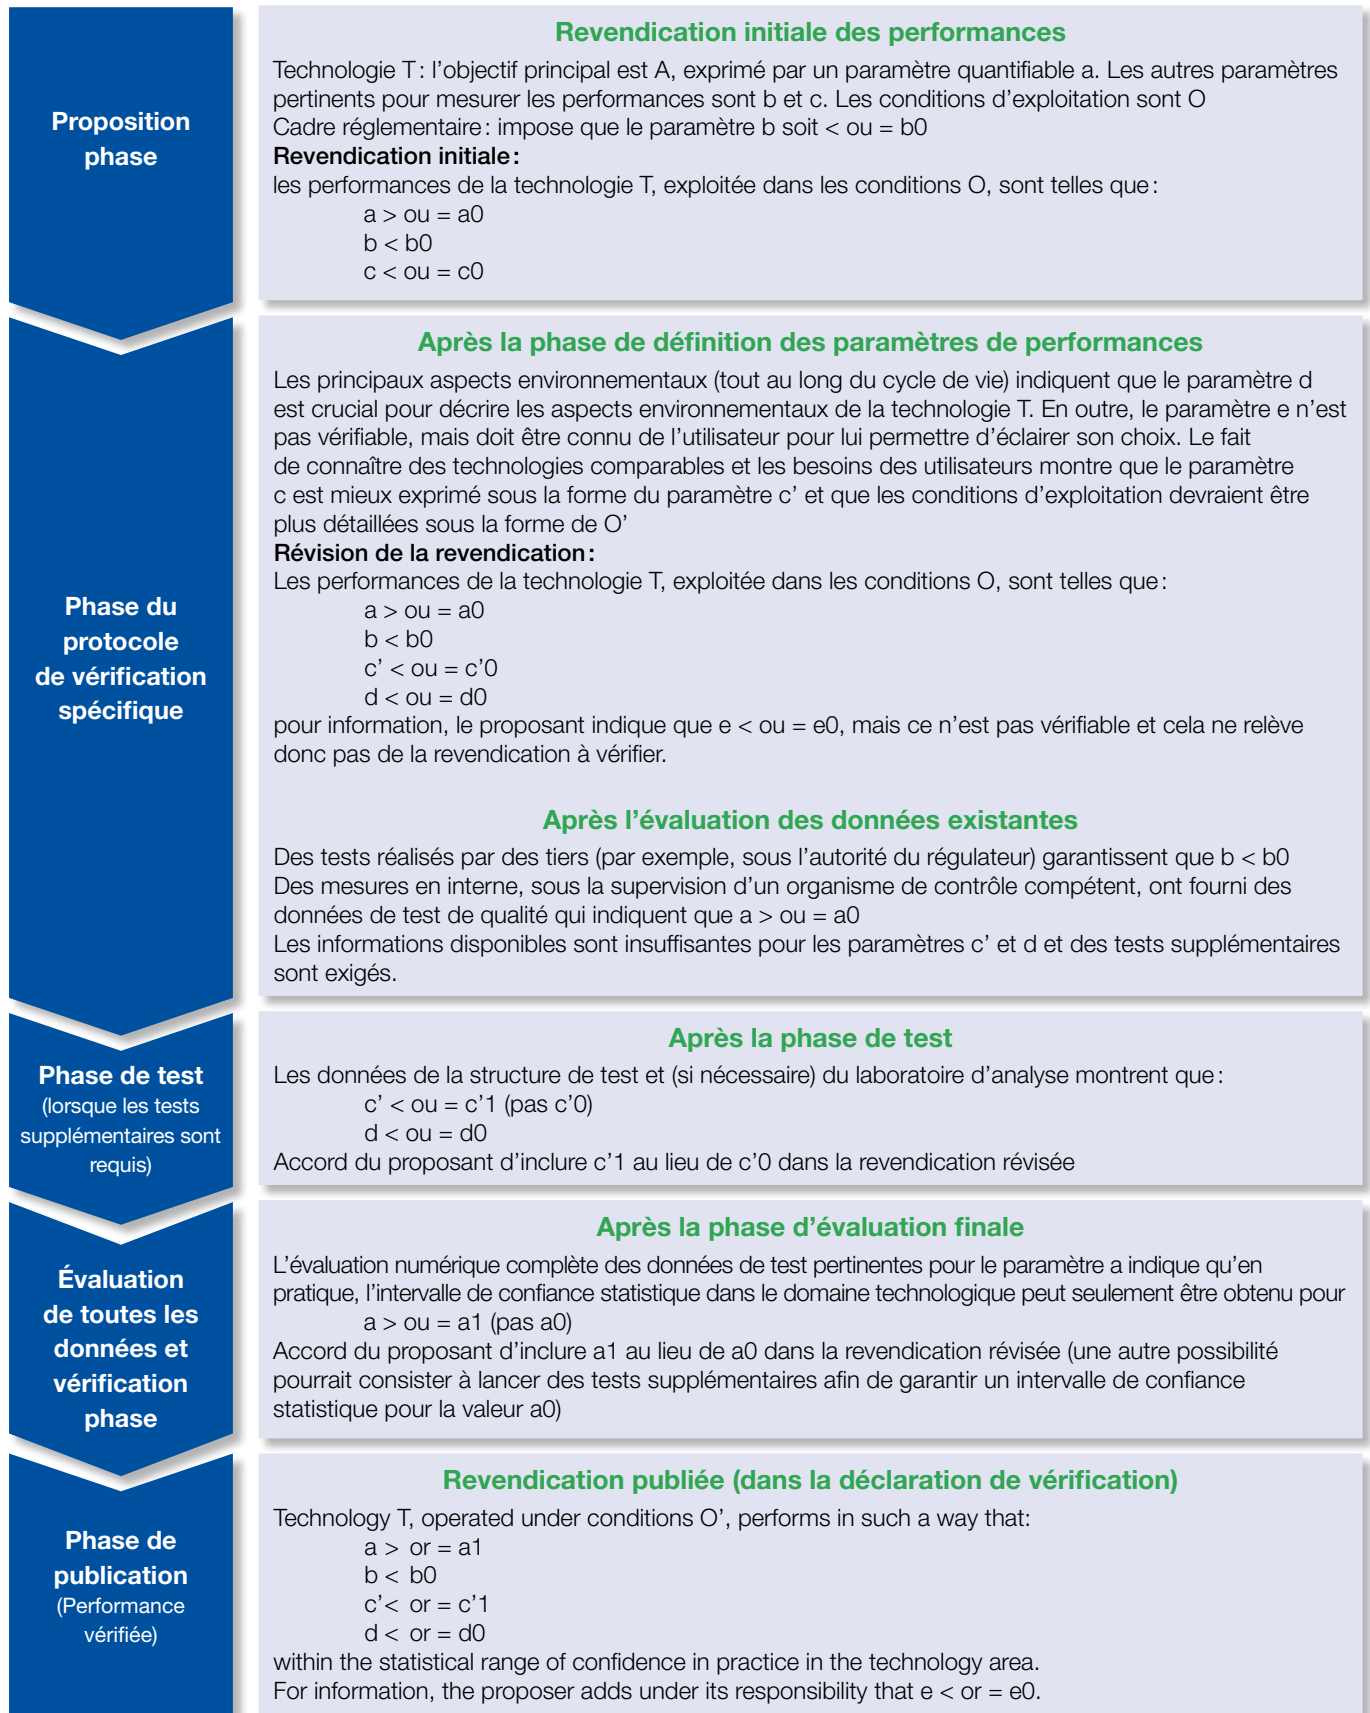 Proposition
phase
Revendication initiale des performances
Technologie T : l’objectif principal est A, exprimé par un paramètre quantifiable a. Les autres paramètres
pertinents pour mesurer les performances sont b et c. Les conditions d’exploitation sont O
Cadre réglementaire : impose que le paramètre b soit < ou = b0
Revendication initiale :
les performances de la technologie T, exploitée dans les conditions O, sont telles que :
a > ou = a0
b < b0
c < ou = c0
Phase du
protocole
de vérification
spécifique
Après la phase de définition des paramètres de performances
Les principaux aspects environnementaux (tout au long du cycle de vie) indiquent que le paramètre d
est crucial pour décrire les aspects environnementaux de la technologie T. En outre, le paramètre e n’est
pas vérifiable, mais doit être connu de l’utilisateur pour lui permettre d’éclairer son choix. Le fait
de connaître des technologies comparables et les besoins des utilisateurs montre que le paramètre
c est mieux exprimé sous la forme du paramètre c’ et que les conditions d’exploitation devraient être
plus détaillées sous la forme de O’
Révision de la revendication :
Les performances de la technologie T, exploitée dans les conditions O, sont telles que :
a > ou = a0
b < b0
c’ < ou = c’0
d < ou = d0
pour information, le proposant indique que e < ou = e0, mais ce n’est pas vérifiable et cela ne relève
donc pas de la revendication à vérifier.
Après l’évaluation des données existantes
Des tests réalisés par des tiers (par exemple, sous l’autorité du régulateur) garantissent que b < b0
Des mesures en interne, sous la supervision d’un organisme de contrôle compétent, ont fourni des
données de test de qualité qui indiquent que a > ou = a0
Les informations disponibles sont insuffisantes pour les paramètres c’ et d et des tests supplémentaires
sont exigés.
Phase de test
(lorsque les tests
supplémentaires sont
requis)
Après la phase de test
Les données de la structure de test et (si nécessaire) du laboratoire d’analyse montrent que :
c’ < ou = c’1 (pas c’0)
d < ou = d0
Accord du proposant d’inclure c’1 au lieu de c’0 dans la revendication révisée
Évaluation
de toutes les
données et
vérification
phase
Après la phase d’évaluation finale
L’évaluation numérique complète des données de test pertinentes pour le paramètre a indique qu’en
pratique, l’intervalle de confiance statistique dans le domaine technologique peut seulement être obtenu pour
a > ou = a1 (pas a0)
Accord du proposant d’inclure a1 au lieu de a0 dans la revendication révisée (une autre possibilité
pourrait consister à lancer des tests supplémentaires afin de garantir un intervalle de confiance
statistique pour la valeur a0)
Phase de
publication
(Performance
vérifiée)
Revendication publiée (dans la déclaration de vérification)
Technology T, operated under conditions O’, performs in such a way that:
a > or = a1
b < b0
c’< or = c’1
d < or = d0
within the statistical range of confidence in practice in the technology area.
For information, the proposer adds under its responsibility that e < or = e0.